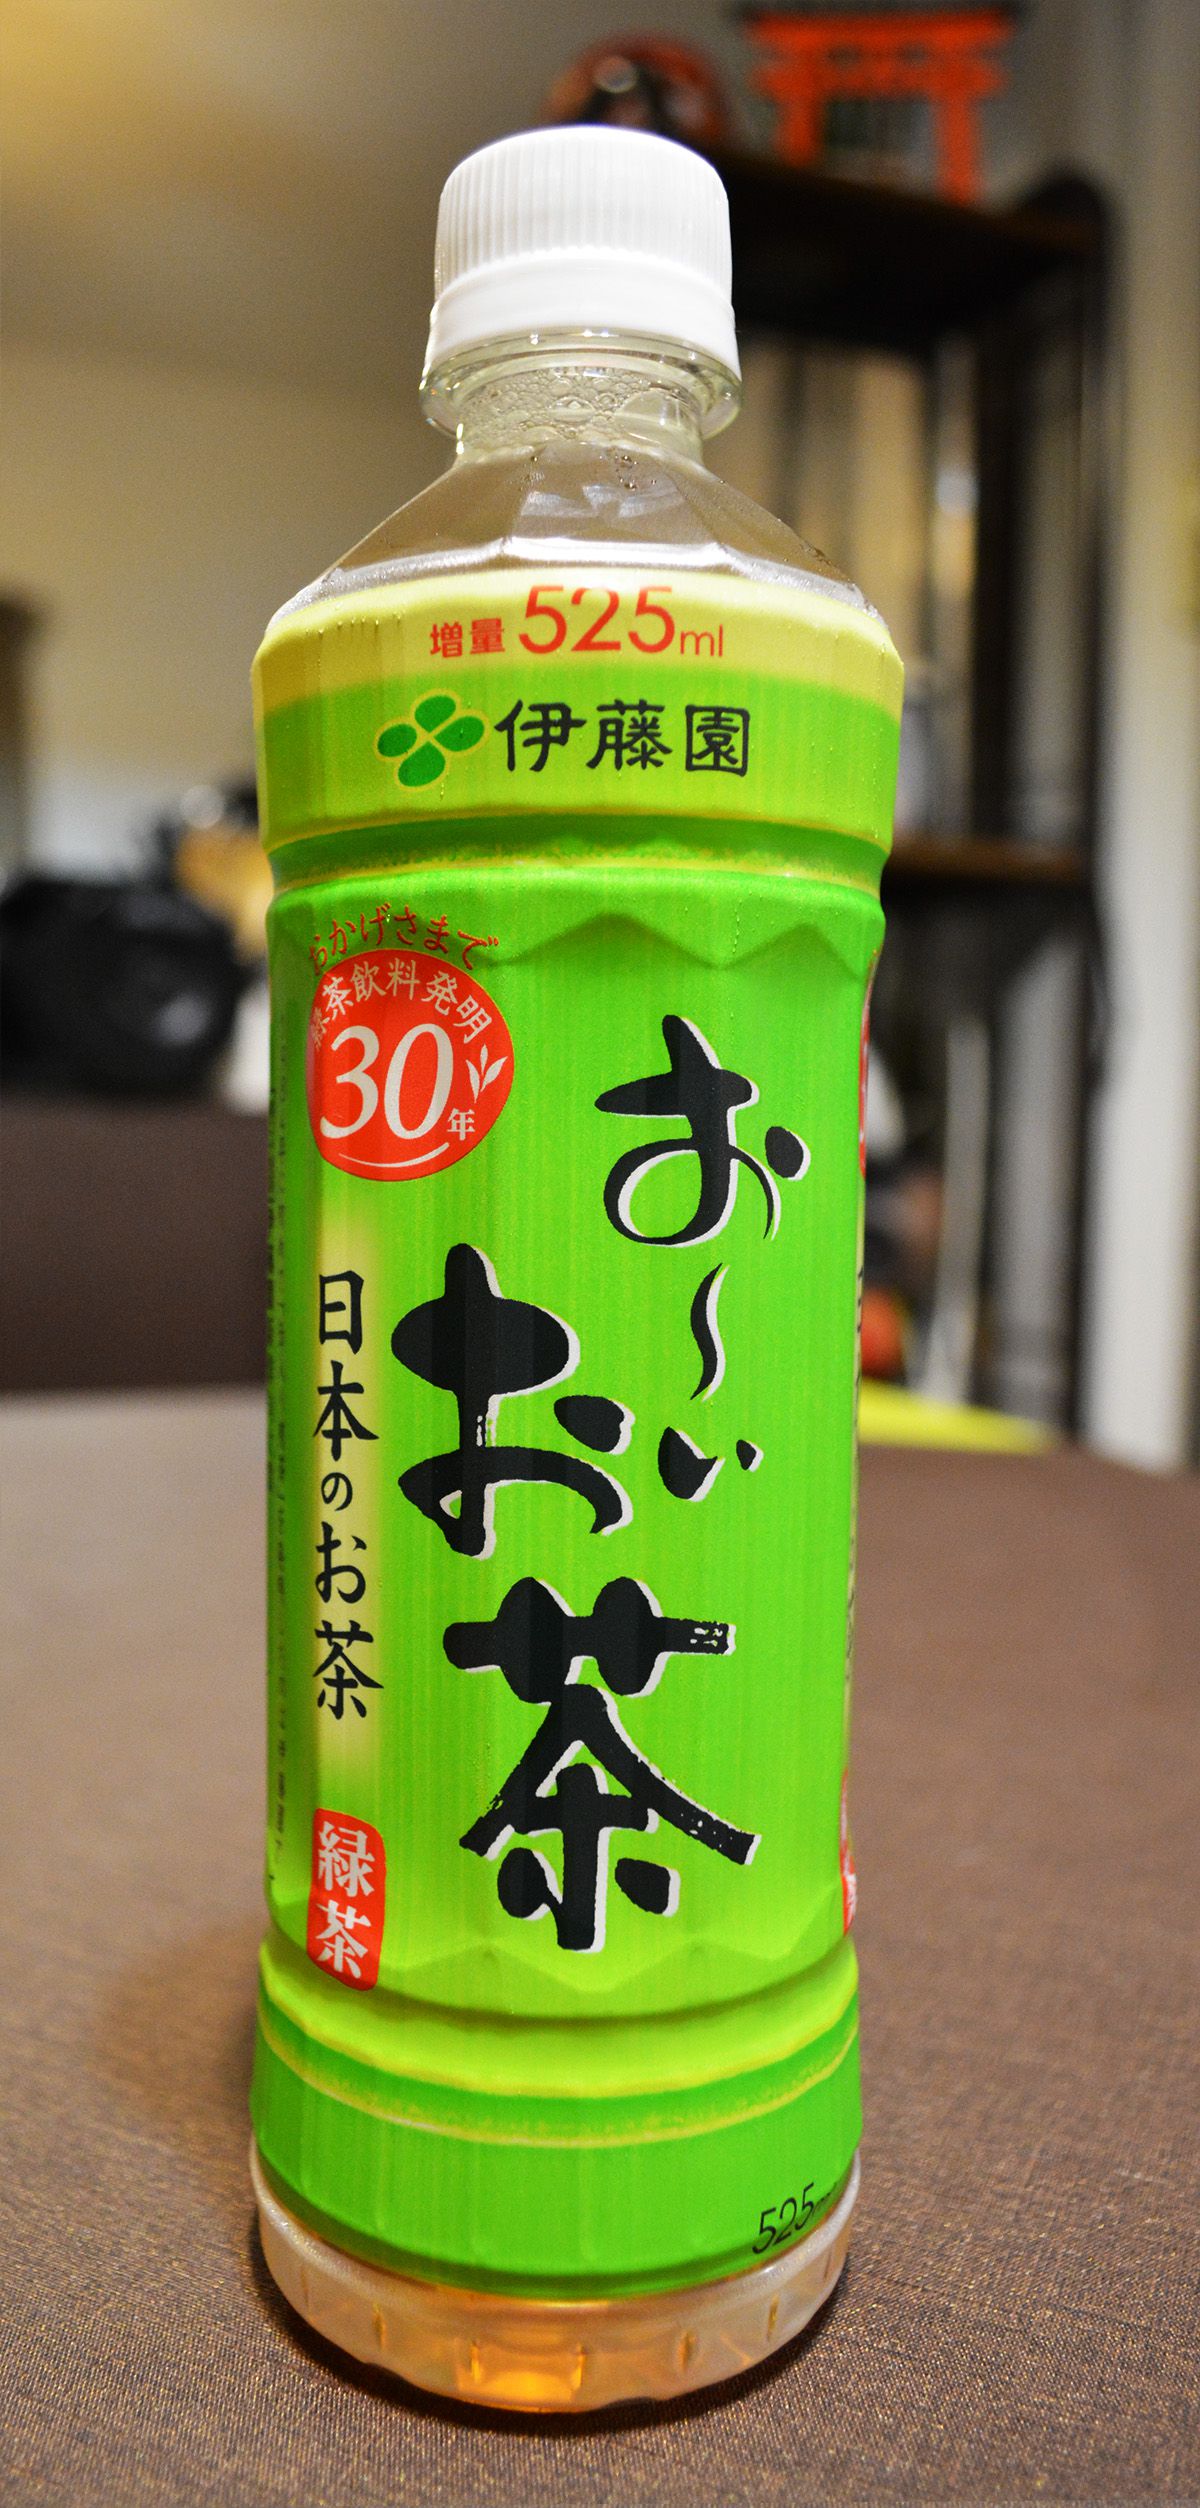 増量525ml
伊藤園
おかげさまで
緑茶飲料発明
30年
お〜い
お茶
日本のお茶
緑茶
525